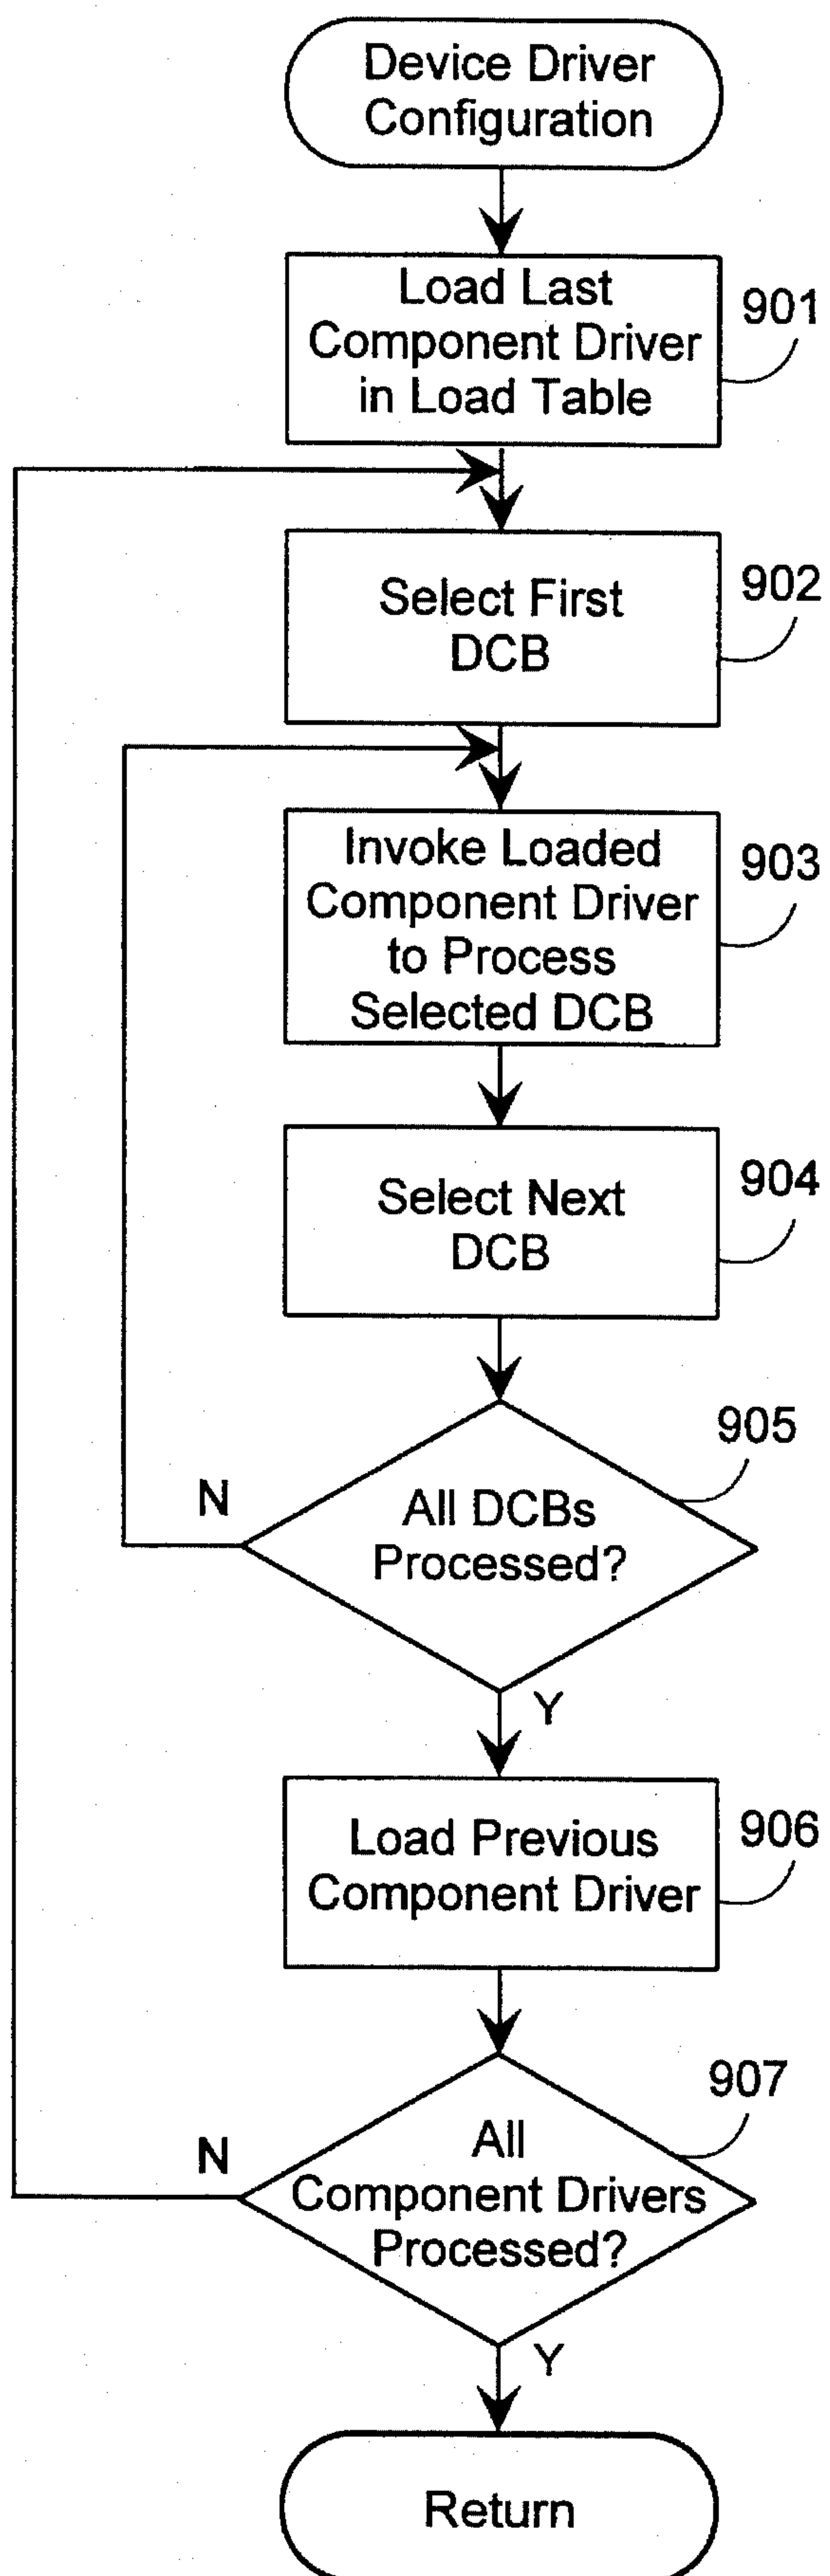 Device Driver
Configuration
Load Last
Component Driver
in Load Table
901
Select First
DCB
902
Invoke Loaded
Component Driver
to Process
Selected DCB
903
Select Next
DCB
904
905
All DCBs
Processed?
N
Y
Load Previous
Component Driver
906
907
All
Component Drivers
Processed?
N
Y
Return